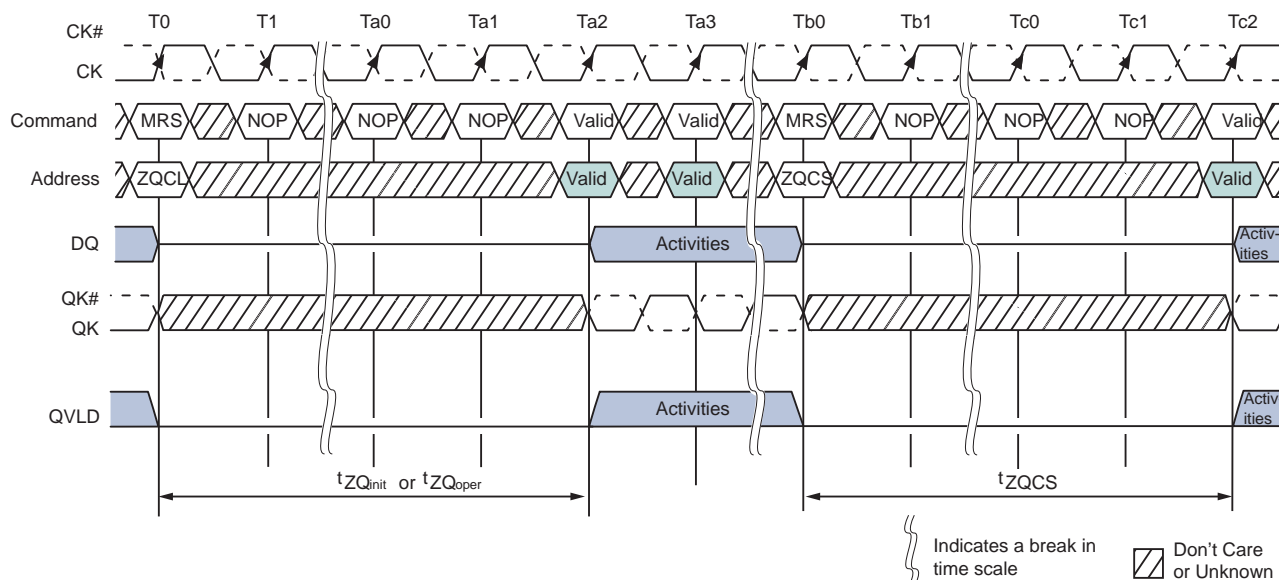 T0 T1 Ta0 Ta1 Ta2 Ta3 Tb0 Tb1 Tc0 Tc1 Tc2
CK#
CK
Command MRS NOP NOP NOP Valid Valid MRS NOP NOP NOP Valid
Address ZQCL Valid Valid ZQCS Valid
DQ Activities Activ-
ities
QK#
QK
QVLD Activities Activ-
ities
tZQinit or tZQoper tZQCS
Indicates a break in
time scale
Don't Care
or Unknown